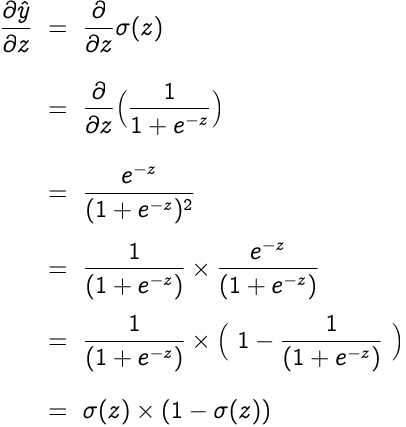 ∂ŷ/∂z = ∂/∂z σ(z)
= ∂/∂z (1/(1 + e^{-z}))
= e^{-z}/(1 + e^{-z})²
= 1/(1 + e^{-z}) × e^{-z}/(1 + e^{-z})
= 1/(1 + e^{-z}) × (1 − 1/(1 + e^{-z}))
= σ(z) × (1 − σ(z))